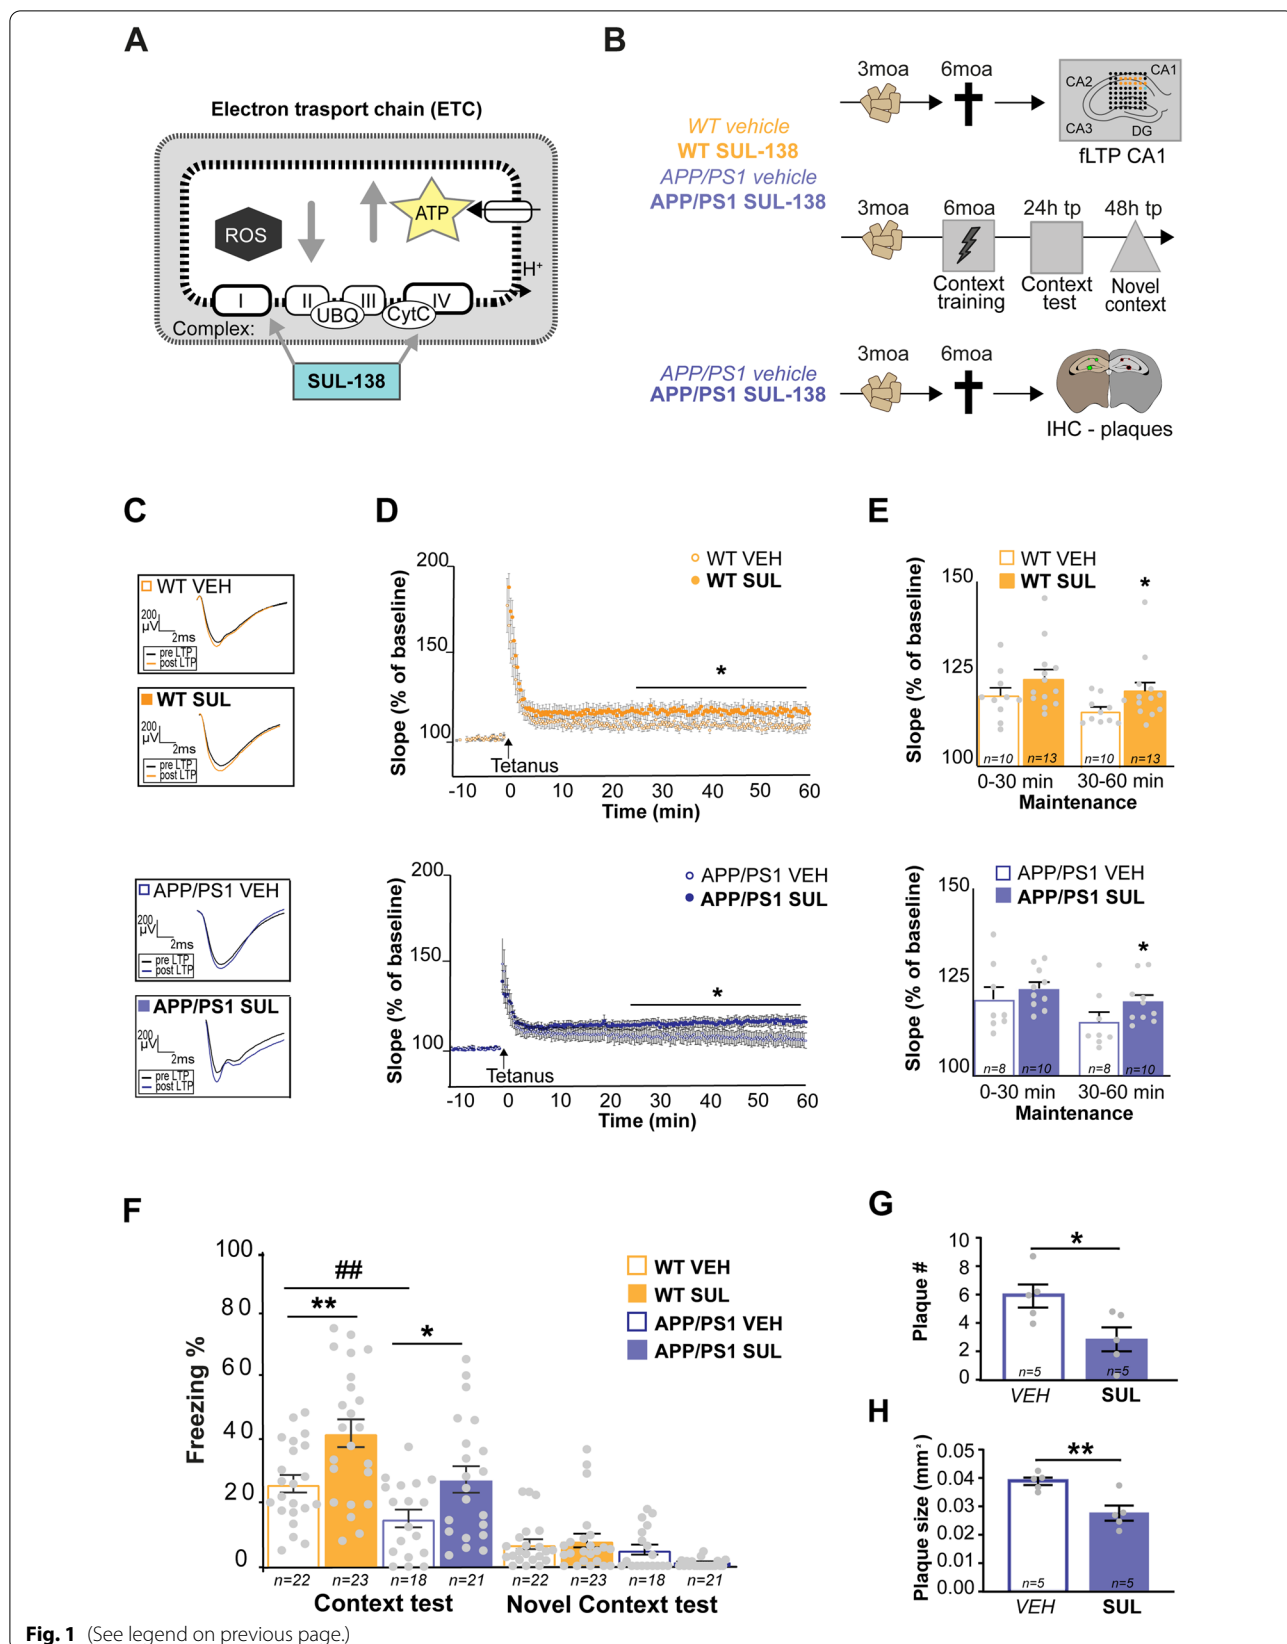 A
Electron trasport chain (ETC)
ROS
ATP
H+
I II III IV
UBQ CytC
Complex:
SUL-138
B
WT vehicle
WT SUL-138
APP/PS1 vehicle
APP/PS1 SUL-138
3moa 6moa
CA1
CA2
CA3 DG
fLTP CA1
3moa 6moa 24h tp 48h tp
Context training
Context test
Novel context
APP/PS1 vehicle
APP/PS1 SUL-138
3moa 6moa
IHC - plaques
C
WT VEH
200 µV
2ms
pre LTP
post LTP
WT SUL
200 µV
2ms
pre LTP
post LTP
APP/PS1 VEH
200 µV
2ms
pre LTP
post LTP
APP/PS1 SUL
200 µV
2ms
pre LTP
post LTP
D
WT VEH
WT SUL
Slope (% of baseline)
200
150
100
*
Tetanus
-10 0 10 20 30 40 50 60
Time (min)
APP/PS1 VEH
APP/PS1 SUL
Slope (% of baseline)
200
150
100
*
Tetanus
-10 0 10 20 30 40 50 60
Time (min)
E
WT VEH
WT SUL
Slope (% of baseline)
150
125
100
*
n=10 n=13 n=10 n=13
0-30 min 30-60 min
Maintenance
APP/PS1 VEH
APP/PS1 SUL
Slope (% of baseline)
150
125
100
*
n=8 n=10 n=8 n=10
0-30 min 30-60 min
Maintenance
F
Freezing %
100
80
60
40
20
0
##
**
*
WT VEH
WT SUL
APP/PS1 VEH
APP/PS1 SUL
n=22 n=23 n=18 n=21 n=22 n=23 n=18 n=21
Context test Novel Context test
G
Plaque #
10
8
6
4
2
0
*
n=5 n=5
VEH SUL
H
Plaque size (mm²)
0.05
0.04
0.03
0.02
0.01
0.00
**
n=5 n=5
VEH SUL
Fig. 1 (See legend on previous page.)